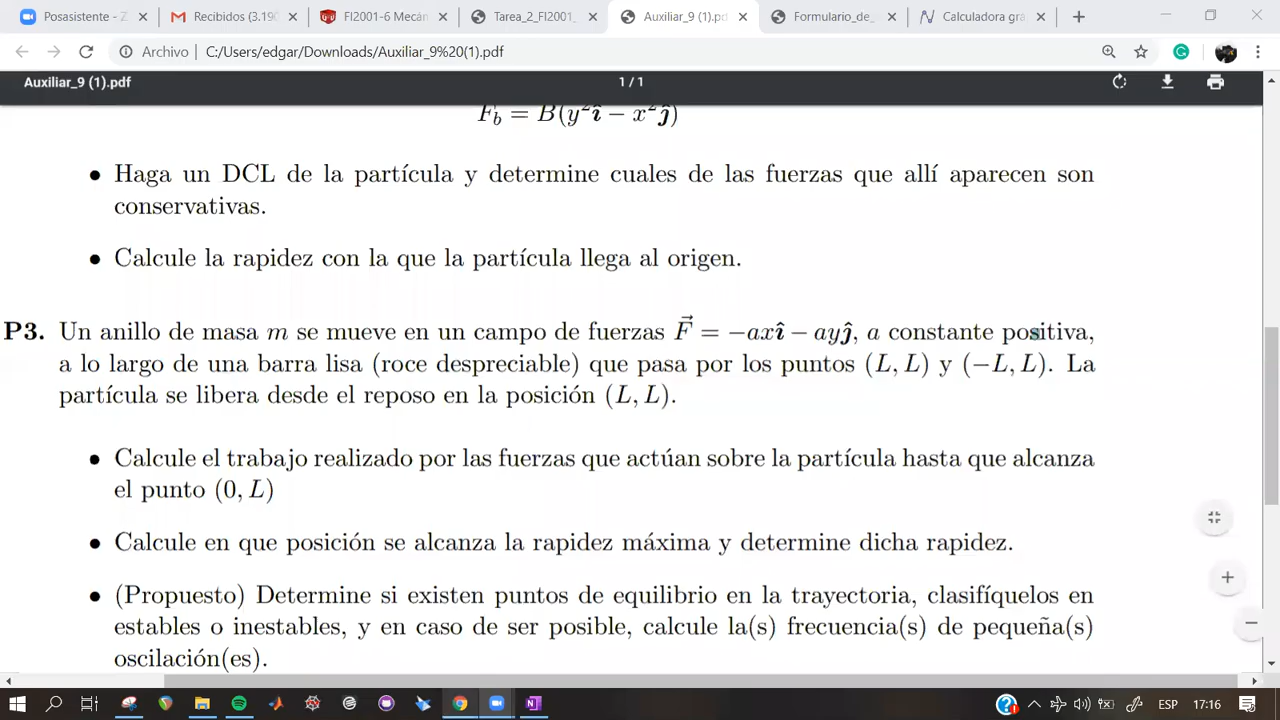 Posasistente - Z
Recibidos (3.19
FI2001-6 Mecán
Tarea_2_FI2001_
Auxiliar_9 (1).pd
Formulario_de_
Calculadora gra
Archivo | C:/Users/edgar/Downloads/Auxiliar_9%20(1).pdf
Auxiliar_9 (1).pdf
1 / 1
F_b = B(y²î − x²ĵ)
• Haga un DCL de la partícula y determine cuales de las fuerzas que allí aparecen son
conservativas.
• Calcule la rapidez con la que la partícula llega al origen.
P3. Un anillo de masa m se mueve en un campo de fuerzas F⃗ = −axî − ayĵ, a constante positiva,
a lo largo de una barra lisa (roce despreciable) que pasa por los puntos (L, L) y (−L, L). La
partícula se libera desde el reposo en la posición (L, L).
• Calcule el trabajo realizado por las fuerzas que actúan sobre la partícula hasta que alcanza
el punto (0, L)
• Calcule en que posición se alcanza la rapidez máxima y determine dicha rapidez.
• (Propuesto) Determine si existen puntos de equilibrio en la trayectoria, clasifíquelos en
estables o inestables, y en caso de ser posible, calcule la(s) frecuencia(s) de pequeña(s)
oscilación(es).
ESP
17:16